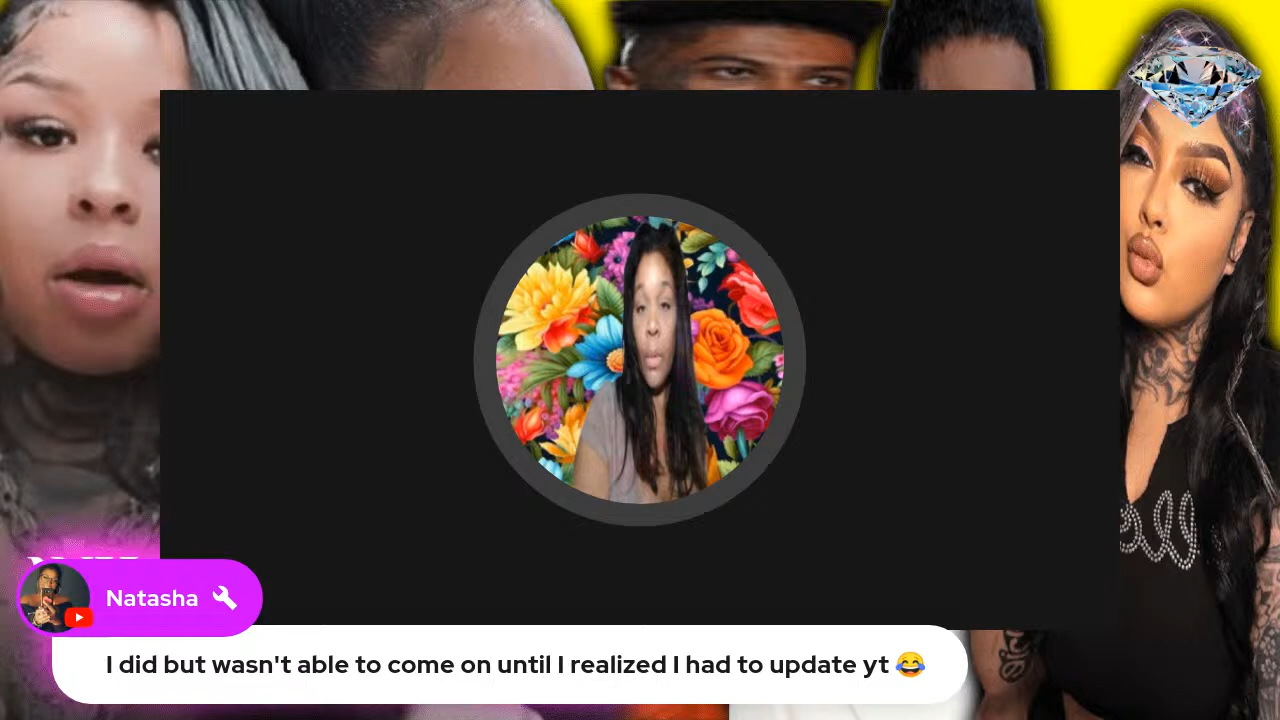 Natasha
I did but wasn't able to come on until I realized I had to update yt 😂